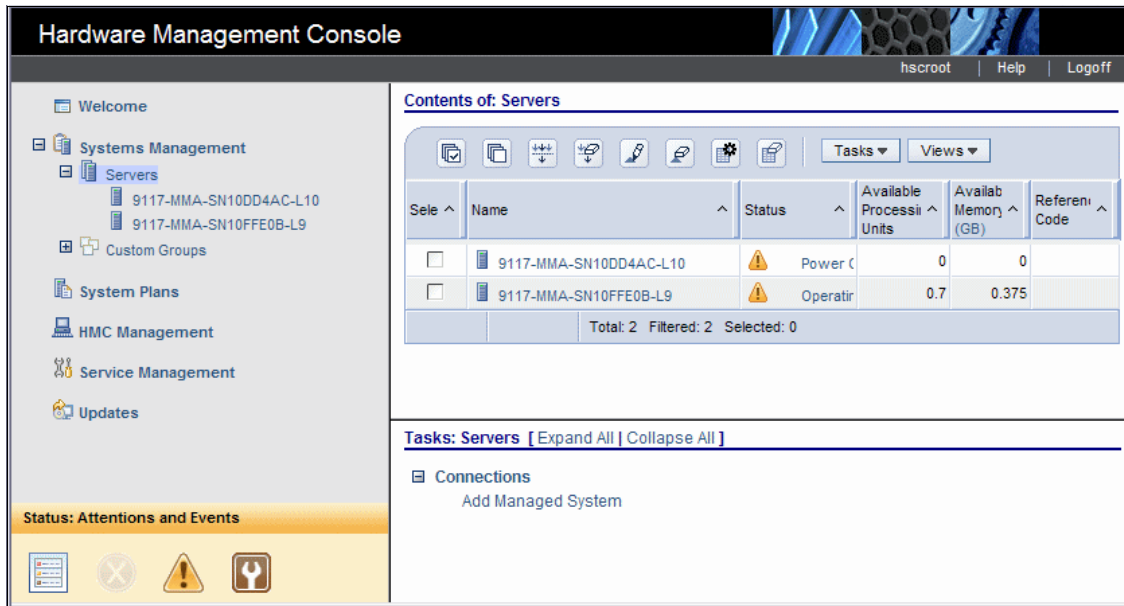 Hardware Management Console
hscroot | Help | Logoff
Welcome
Systems Management
Servers
9117-MMA-SN10DD4AC-L10
9117-MMA-SN10FFE0B-L9
Custom Groups
System Plans
HMC Management
Service Management
Updates
Status: Attentions and Events
Contents of: Servers
Tasks Views
Sele Name Status Available Processi Units Availab Memory (GB) Referen Code
9117-MMA-SN10DD4AC-L10 Power 0 0
9117-MMA-SN10FFE0B-L9 Operatin 0.7 0.375
Total: 2 Filtered: 2 Selected: 0
Tasks: Servers [ Expand All | Collapse All ]
Connections
Add Managed System